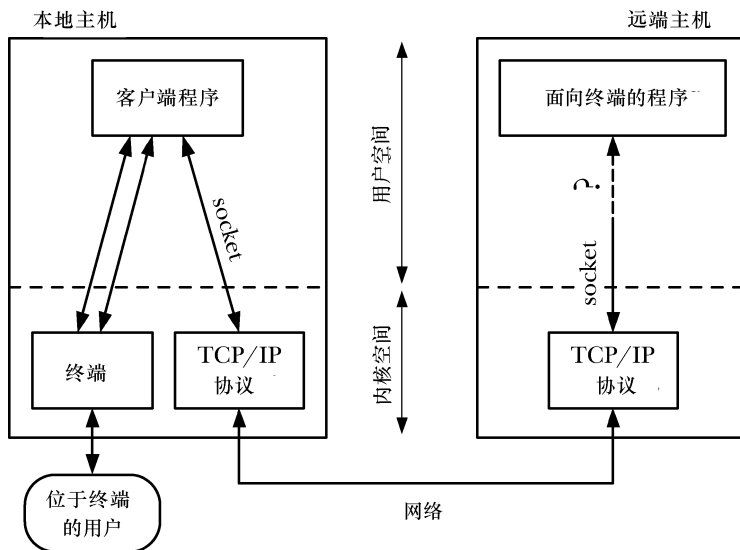 本地主机
远端主机
客户端程序
面向终端的程序
用户空间
?
socket
socket
内核空间
终端
TCP/IP
协议
TCP/IP
协议
位于终端
的用户
网络